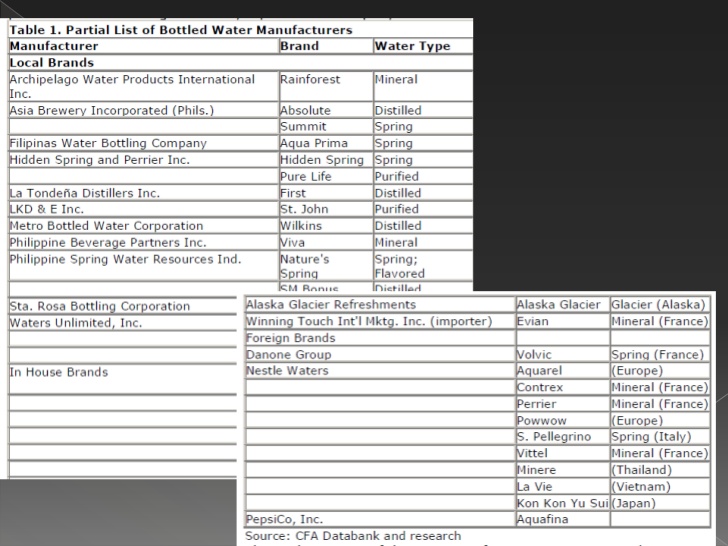 Table 1. Partial List of Bottled Water Manufacturers
Manufacturer Brand Water Type
Local Brands
Archipelago Water Products International Inc. Rainforest Mineral
Asia Brewery Incorporated (Phils.) Absolute Distilled
Summit Spring
Filipinas Water Bottling Company Aqua Prima Spring
Hidden Spring and Perrier Inc. Hidden Spring Spring
Pure Life Purified
La Tondeña Distillers Inc. First Distilled
LKD & E Inc. St. John Purified
Metro Bottled Water Corporation Wilkins Distilled
Philippine Beverage Partners Inc. Viva Mineral
Philippine Spring Water Resources Ind. Nature's Spring Spring; Flavored
SM Bonus Distilled
Sta. Rosa Bottling Corporation
Waters Unlimited, Inc.
In House Brands
Alaska Glacier Refreshments Alaska Glacier Glacier (Alaska)
Winning Touch Int'l Mktg. Inc. (importer) Evian Mineral (France)
Foreign Brands
Danone Group Volvic Spring (France)
Nestle Waters Aquarel (Europe)
Contrex Mineral (France)
Perrier Mineral (France)
Powwow (Europe)
S. Pellegrino Spring (Italy)
Vittel Mineral (France)
Minere (Thailand)
La Vie (Vietnam)
Kon Kon Yu Sui (Japan)
PepsiCo, Inc. Aquafina
Source: CFA Databank and research